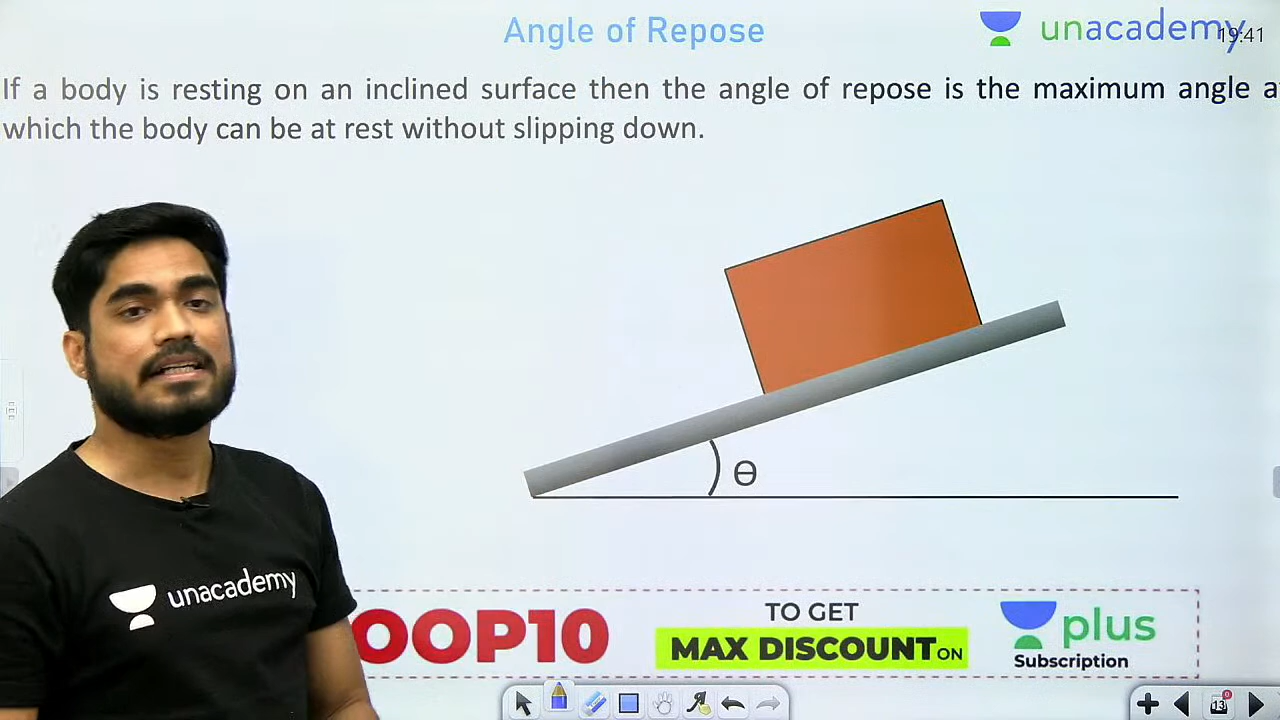 Angle of Repose
unacademy
19:41
If a body is resting on an inclined surface then the angle of repose is the maximum angle
which the body can be at rest without slipping down.
θ
unacademy
OOP10
TO GET
MAX DISCOUNT ON
plus
Subscription
13
0